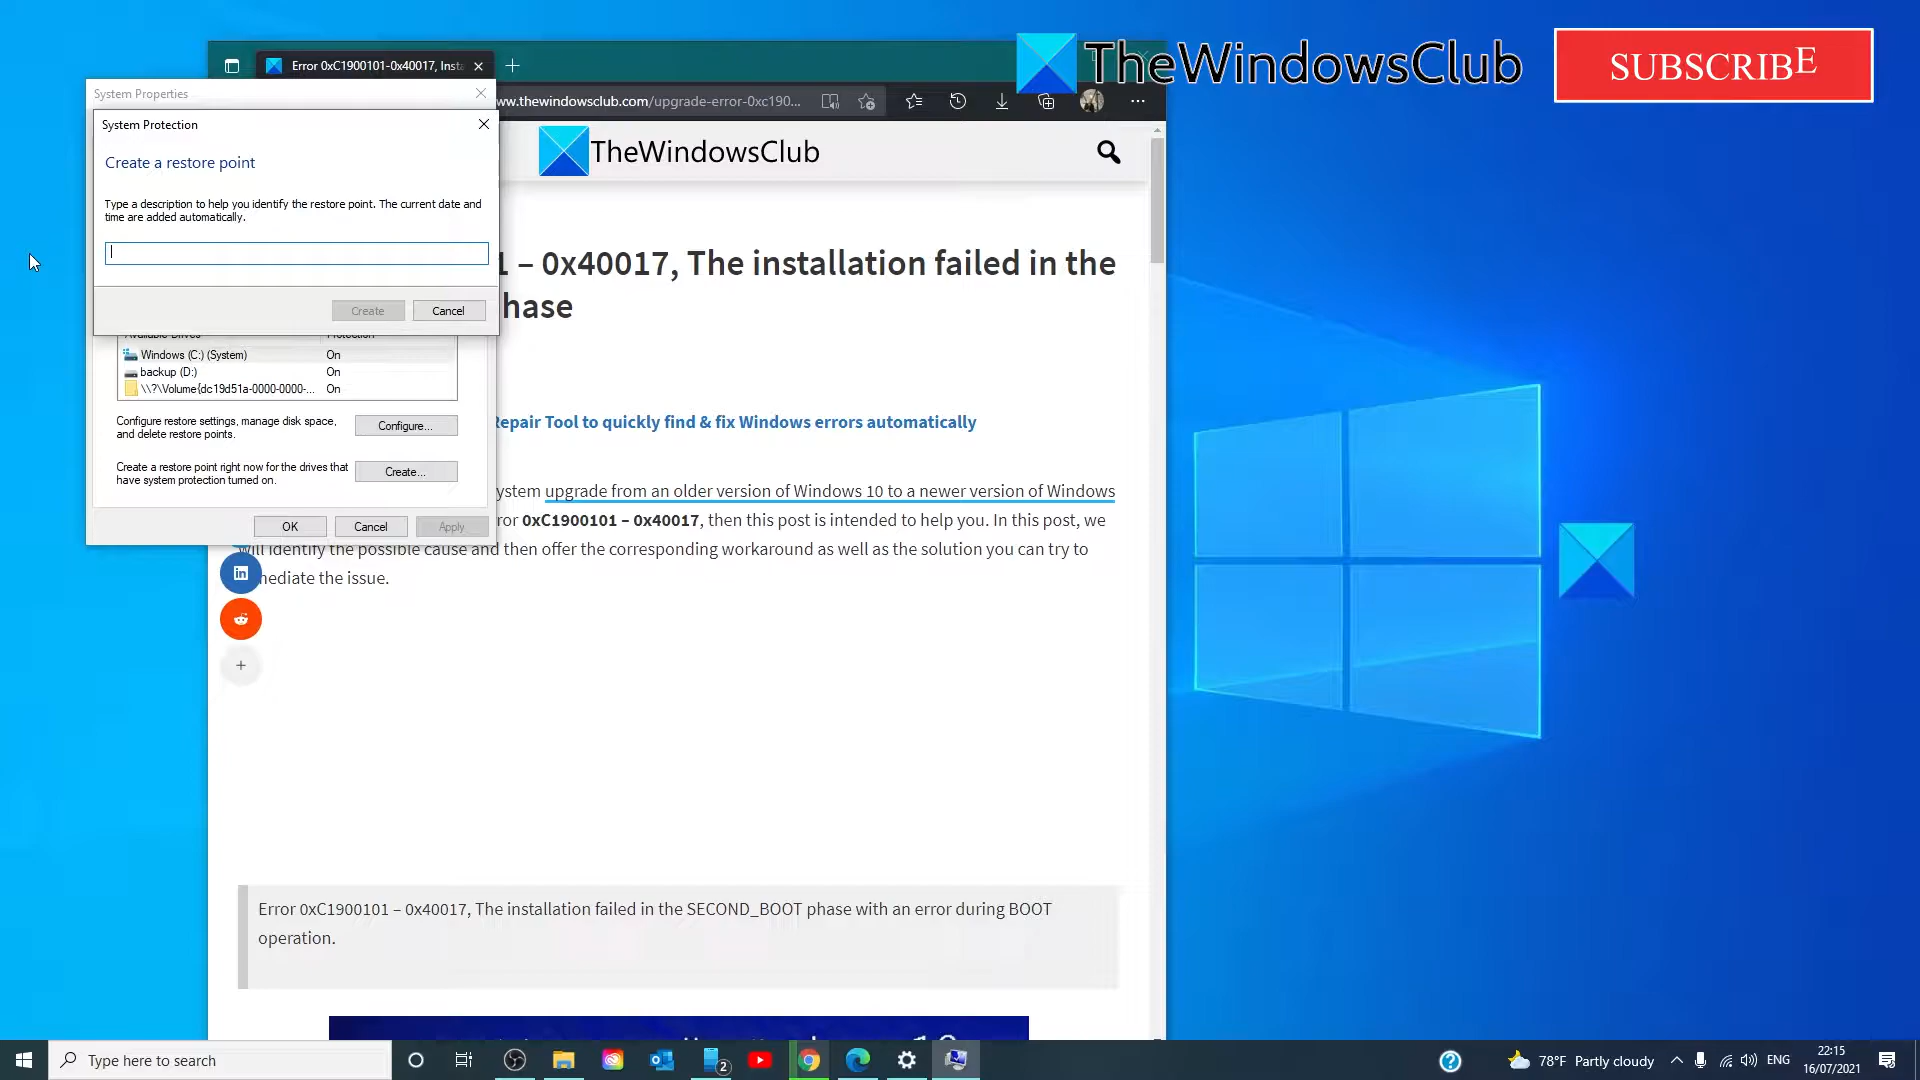 TheWindowsClub
SUBSCRIBE
Error 0xC1900101-0x40017, Insta
System Properties
ww.thewindowsclub.com/upgrade-error-0xc190...
System Protection
Create a restore point
Type a description to help you identify the restore point. The current date and
time are added automatically.
Create
Cancel
TheWindowsClub
1 – 0x40017, The installation failed in the
hase
Available Drives
Protection
Windows (C:) (System) On
backup (D:) On
\\?\Volume{dc19d51a-0000-0000-... On
Configure restore settings, manage disk space,
and delete restore points.
Configure...
Create a restore point right now for the drives that
have system protection turned on.
Create...
OK
Cancel
Apply
Repair Tool to quickly find & fix Windows errors automatically
ystem upgrade from an older version of Windows 10 to a newer version of Windows
ror 0xC1900101 – 0x40017, then this post is intended to help you. In this post, we
will identify the possible cause and then offer the corresponding workaround as well as the solution you can try to
mediate the issue.
Error 0xC1900101 – 0x40017, The installation failed in the SECOND_BOOT phase with an error during BOOT
operation.
Type here to search
2
78°F Partly cloudy
ENG
22:15
16/07/2021